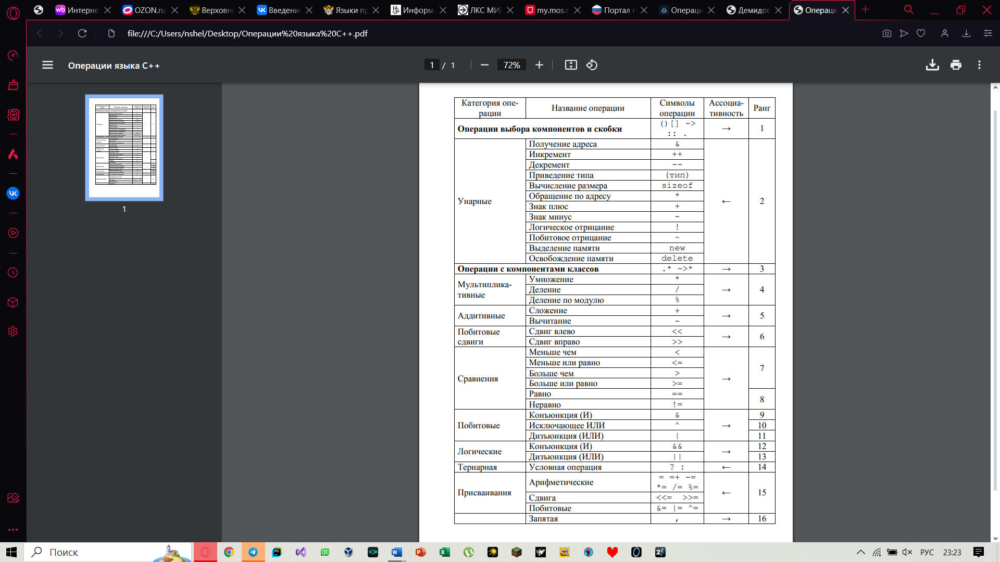 Интерне
OZON.ru
Верховн
Введени
Языки пр
Информа
ЛКС МИ
my.mos.r
Портал г
Операци
Демидов
Операци
file:///C:/Users/nshel/Desktop/Операции%20языка%20C++.pdf
Операции языка C++
1 / 1
72%
1
Категория опе-
рации
Название операции
Символы
операции
Ассоциа-
тивность
Ранг
Операции выбора компонентов и скобки
()[] ->
:: .
→
1
Унарные
Получение адреса &
Инкремент ++
Декремент --
Приведение типа (тип)
Вычисление размера sizeof
Обращение по адресу *
Знак плюс +
Знак минус -
Логическое отрицание !
Побитовое отрицание ~
Выделение памяти new
Освобождение памяти delete
←
2
Операции с компонентами классов .* ->* → 3
Мультиплика-
тивные
Умножение *
Деление /
Деление по модулю %
→
4
Аддитивные
Сложение +
Вычитание -
→
5
Побитовые
сдвиги
Сдвиг влево <<
Сдвиг вправо >>
→
6
Сравнения
Меньше чем <
Меньше или равно <=
Больше чем >
Больше или равно >=
7
Равно ==
Неравно !=
→
8
Побитовые
Конъюнкция (И) & 9
Исключающее ИЛИ ^ → 10
Дизъюнкция (ИЛИ) | 11
Логические
Конъюнкция (И) && 12
Дизъюнкция (ИЛИ) || 13
→
Тернарная Условная операция ? : ← 14
Присваивания
Арифметические
= =+ -=
*= /= %=
Сдвига <<= >>=
Побитовые &= |= ^=
←
15
Запятая , → 16
Поиск
РУС
23:23